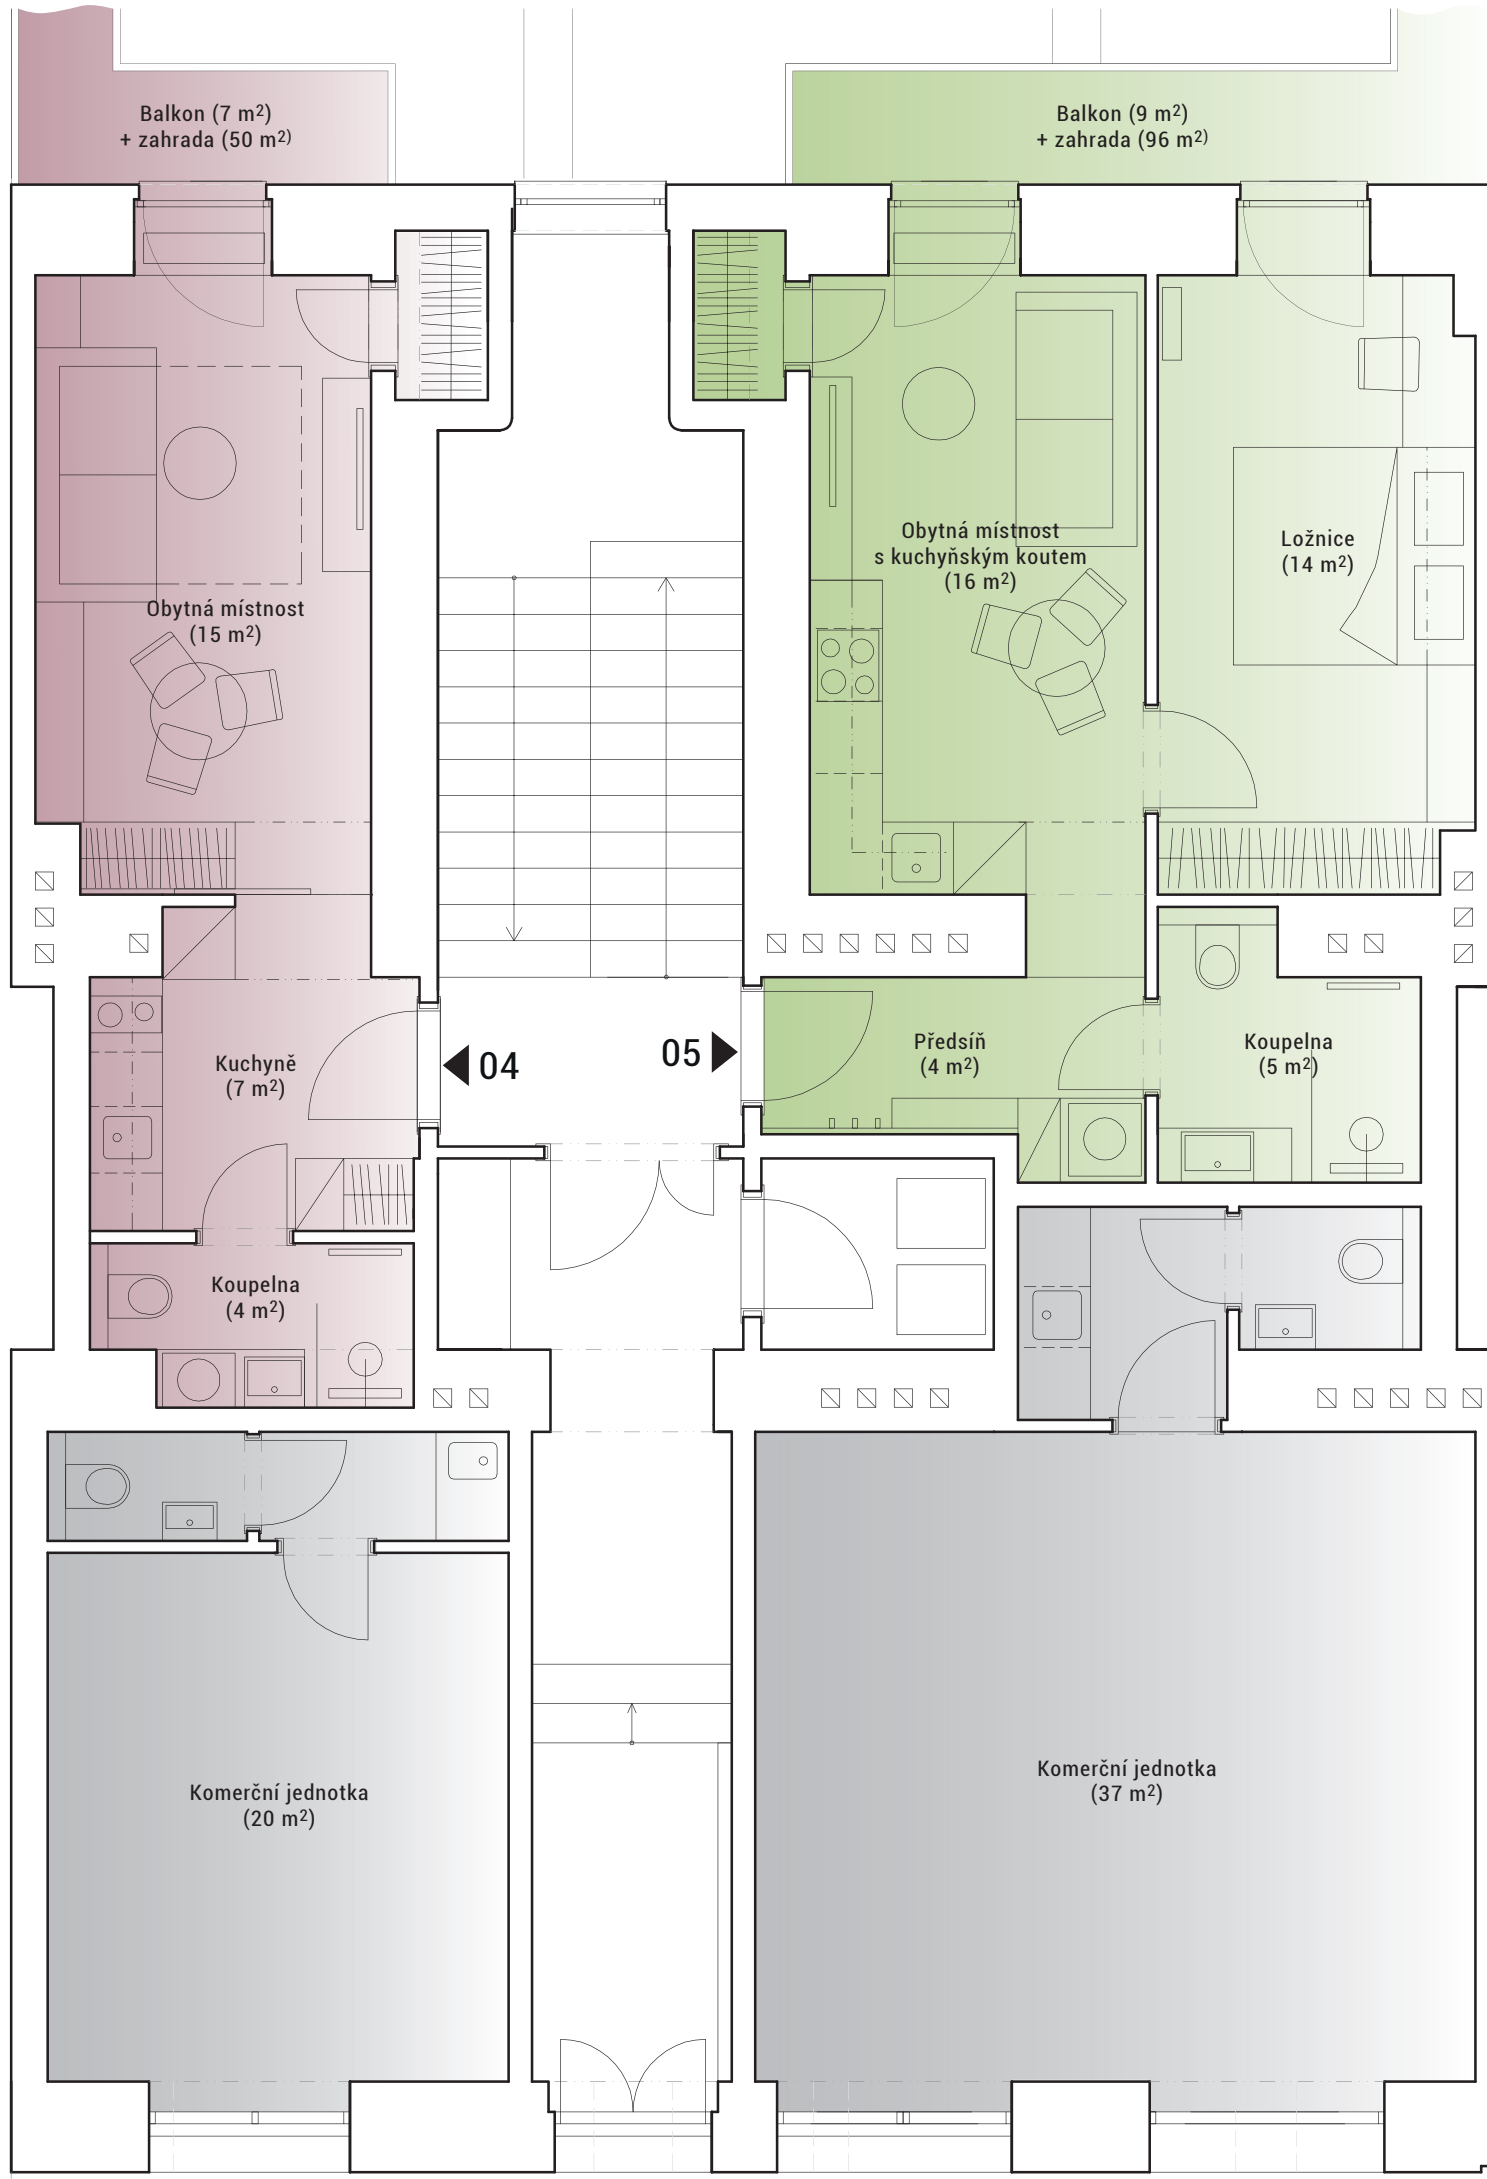 Balkon (7 m²)
+ zahrada (50 m²)
Balkon (9 m²)
+ zahrada (96 m²)
Obytná místnost
s kuchyňským koutem
(16 m²)
Ložnice
(14 m²)
Obytná místnost
(15 m²)
Kuchyně
(7 m²)
04
05
Předsíň
(4 m²)
Koupelna
(5 m²)
Koupelna
(4 m²)
Komerční jednotka
(20 m²)
Komerční jednotka
(37 m²)